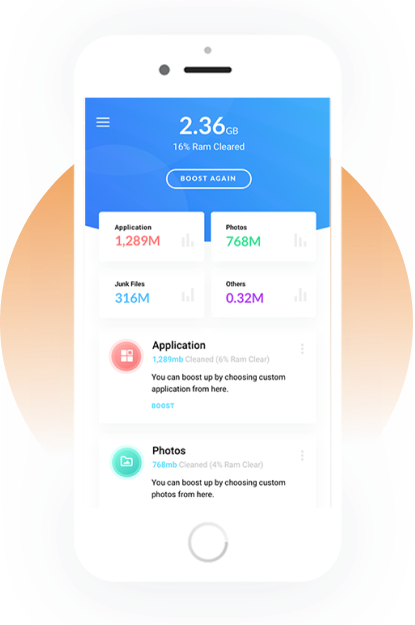 2.36GB
16% Ram Cleared
BOOST AGAIN
Application
1,289M
Photos
768M
Junk Files
316M
Others
0.32M
Application
1,289mb Cleaned (6% Ram Clear)
You can boost up by choosing custom
application from here.
BOOST
Photos
768mb Cleaned (4% Ram Clear)
You can boost up by choosing custom
photos from here.